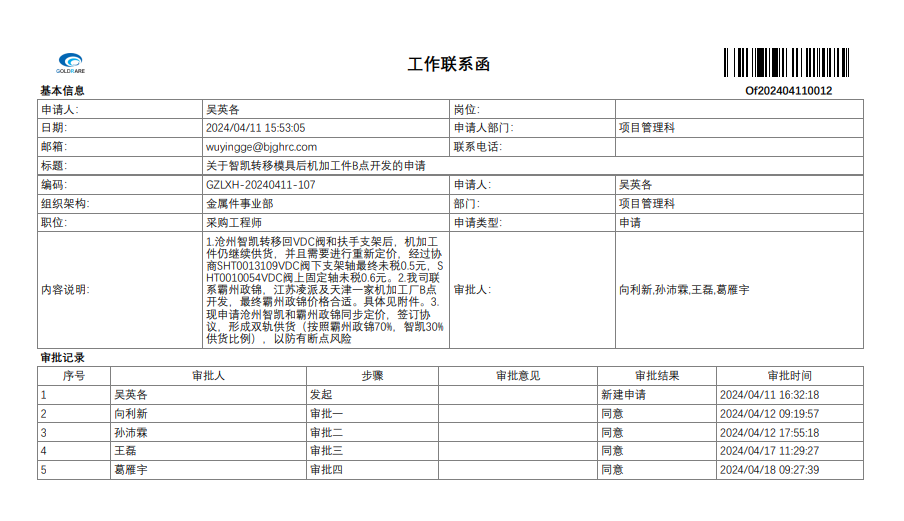 GOLDRARE
工作联系函
基本信息
Of202404110012
申请人: 吴英各 岗位:
日期: 2024/04/11 15:53:05 申请人部门: 项目管理科
邮箱: wuyingge@bjghrc.com 联系电话:
标题: 关于智凯转移模具后机加工件B点开发的申请
编码: GZLXH-20240411-107 申请人: 吴英各
组织架构: 金属件事业部 部门: 项目管理科
职位: 采购工程师 申请类型: 申请
内容说明:
1.沧州智凯转移回VDC阀和扶手支架后，机加工
件仍继续供货，并且需要进行重新定价，经过协
商SHT0013109VDC阀下支架轴最终未税0.5元，S
HT0010054VDC阀上固定轴未税0.6元。2.我司联
系霸州政锦，江苏凌派及天津一家机加工厂B点
开发，最终霸州政锦价格合适。具体见附件。3.
现申请沧州智凯和霸州政锦同步定价，签订协
议，形成双轨供货（按照霸州政锦70%，智凯30%
供货比例），以防有断点风险
审批人: 向利新,孙沛霖,王磊,葛雁宇
审批记录
序号 审批人 步骤 审批意见 审批结果 审批时间
1 吴英各 发起 新建申请 2024/04/11 16:32:18
2 向利新 审批一 同意 2024/04/12 09:19:57
3 孙沛霖 审批二 同意 2024/04/12 17:55:18
4 王磊 审批三 同意 2024/04/17 11:29:27
5 葛雁宇 审批四 同意 2024/04/18 09:27:39